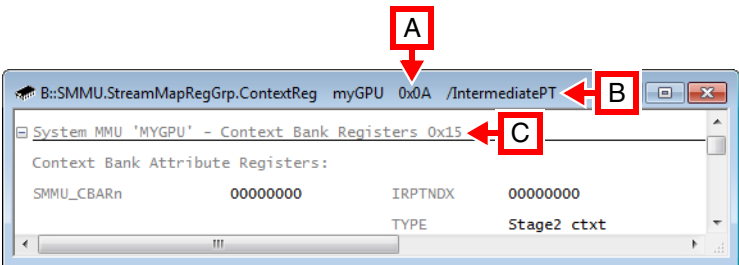 A
B::SMMU.StreamMapRegGrp.ContextReg myGPU 0x0A /IntermediatePT
B
System MMU 'MYGPU' - Context Bank Registers 0x15
C
Context Bank Attribute Registers:
SMMU_CBARn 00000000 IRPTNDX 00000000
TYPE Stage2 ctxt